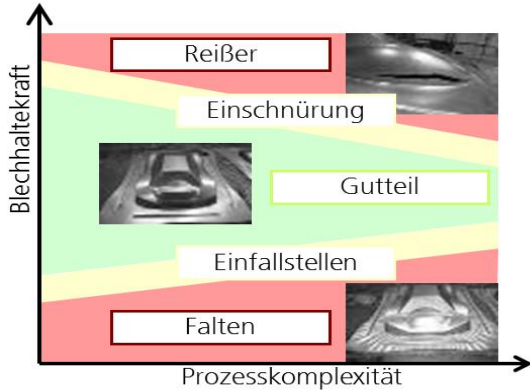 Reißer
Einschnürung
Gutteil
Einfallstellen
Falten
Blechhaltekraft
Prozesskomplexität